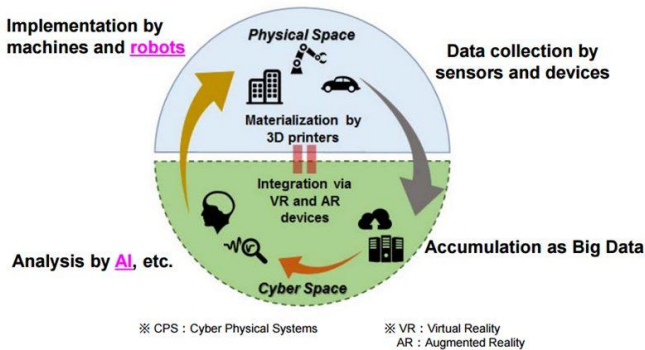 Implementation by
machines and robots
Physical Space
Data collection by
sensors and devices
Materialization by
3D printers
Integration via
VR and AR
devices
Analysis by AI, etc.
Accumulation as Big Data
Cyber Space
※ CPS : Cyber Physical Systems
※ VR : Virtual Reality
AR : Augmented Reality